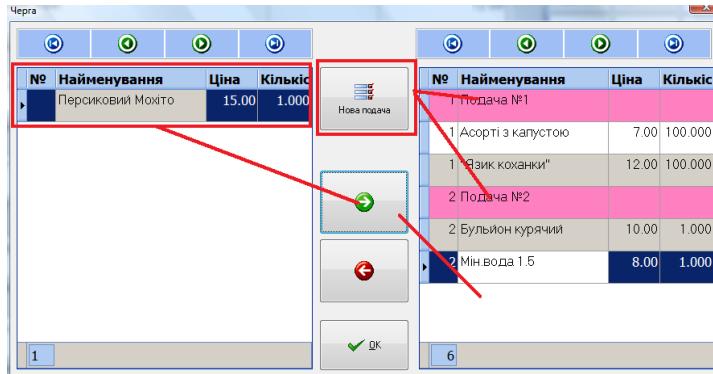 Черга
№ Найменування Ціна Кількіс
Персиковий Мохіто 15.00 1.000
1
Нова подача
OK
№ Найменування Ціна Кількіс
1 Подача №1
1 Асорті з капустою 7.00 100.000
1 "Язик коханки" 12.00 100.000
2 Подача №2
2 Бульйон курячий 10.00 1.000
2 Мін.вода 1.5 8.00 1.000
6